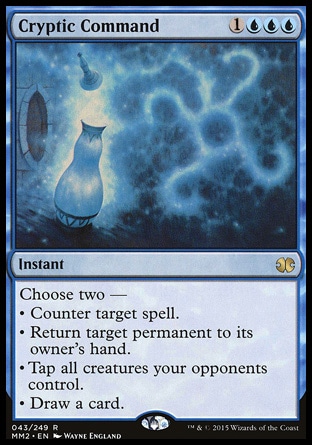 Cryptic Command 1
Instant
Choose two —
• Counter target spell.
• Return target permanent to its
owner's hand.
• Tap all creatures your opponents
control.
• Draw a card.
043/249 R
MM2 • EN Wayne England
™ & © 2015 Wizards of the Coast